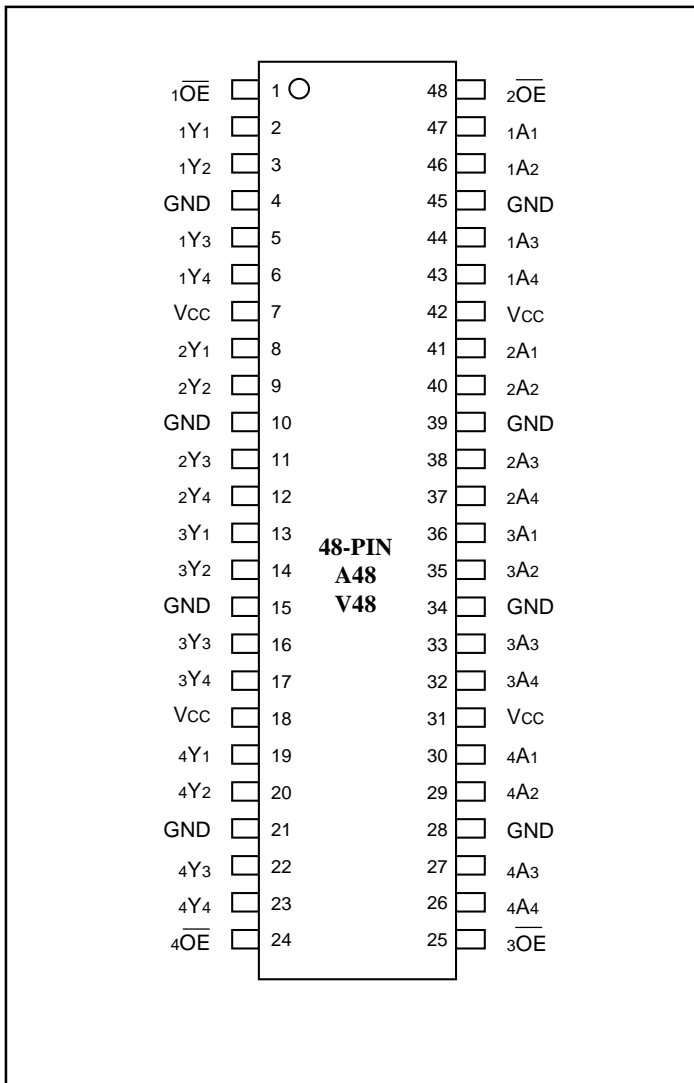 1O̅E̅ 1 48 2O̅E̅
1Y1 2 47 1A1
1Y2 3 46 1A2
GND 4 45 GND
1Y3 5 44 1A3
1Y4 6 43 1A4
VCC 7 42 VCC
2Y1 8 41 2A1
2Y2 9 40 2A2
GND 10 39 GND
2Y3 11 38 2A3
2Y4 12 37 2A4
3Y1 13 36 3A1
48-PIN
3Y2 14 35 3A2
A48
V48
GND 15 34 GND
3Y3 16 33 3A3
3Y4 17 32 3A4
VCC 18 31 VCC
4Y1 19 30 4A1
4Y2 20 29 4A2
GND 21 28 GND
4Y3 22 27 4A3
4Y4 23 26 4A4
4O̅E̅ 24 25 3O̅E̅